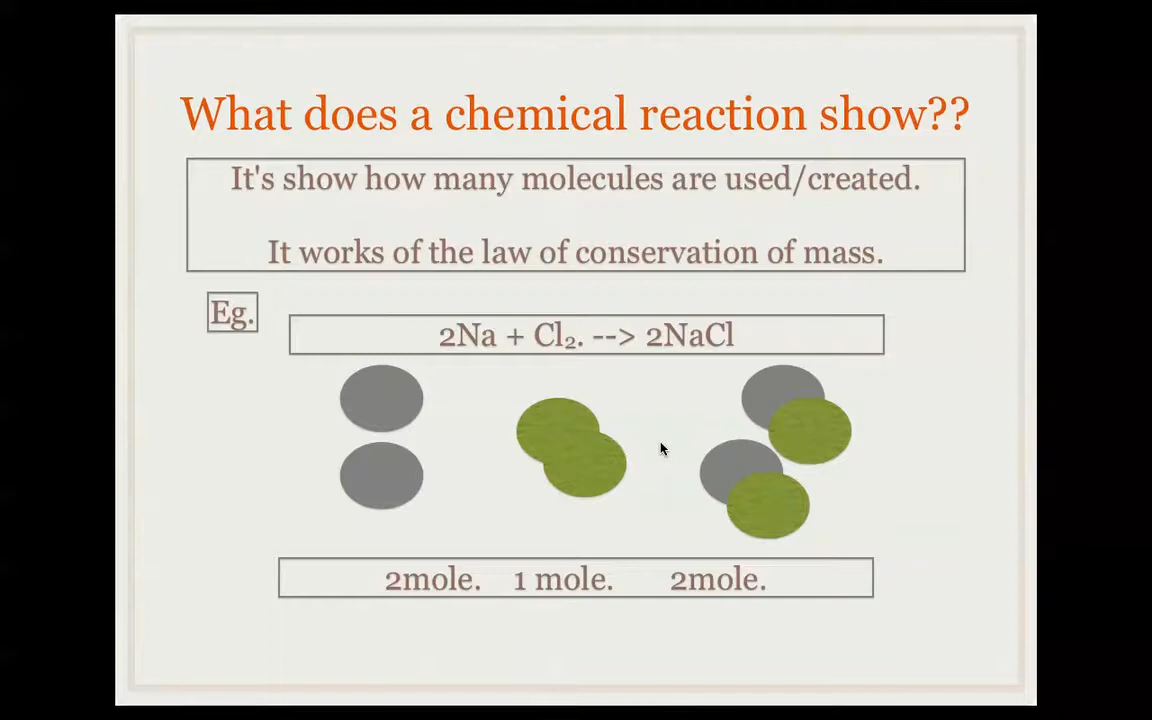 What does a chemical reaction show??
It's show how many molecules are used/created.
It works of the law of conservation of mass.
Eg.
2Na + Cl₂. --> 2NaCl
2mole. 1 mole. 2mole.